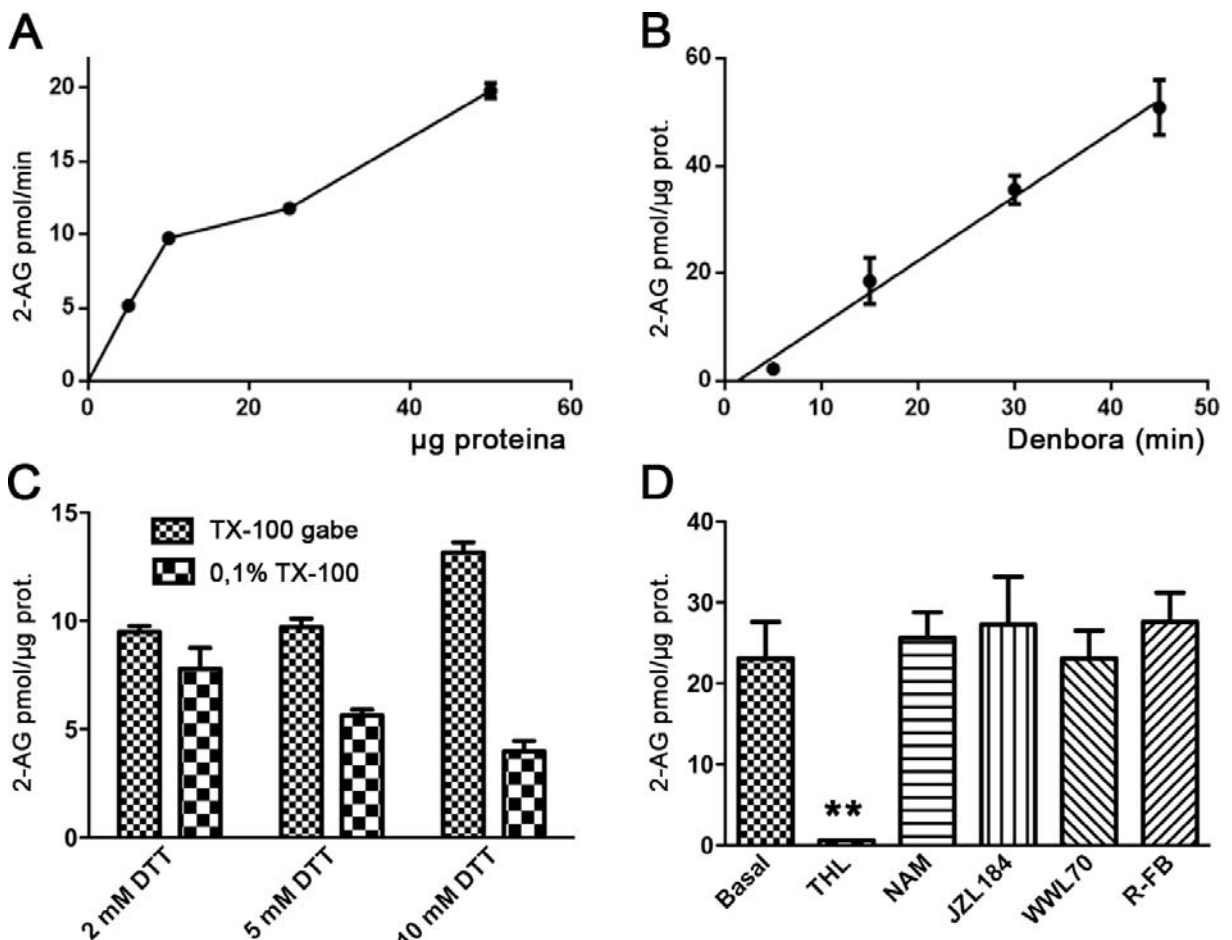 A
2-AG pmol/min
20
15
10
5
0
0 20 40 60
µg proteina
B
2-AG pmol/µg prot.
60
40
20
0
0 10 20 30 40 50
Denbora (min)
C
2-AG pmol/µg prot.
15
10
5
0
TX-100 gabe
0,1% TX-100
2 mM DTT
5 mM DTT
10 mM DTT
D
2-AG pmol/µg prot.
40
30
20
10
0
**
Basal
THL
NAM
JZL184
WWL70
R-FB